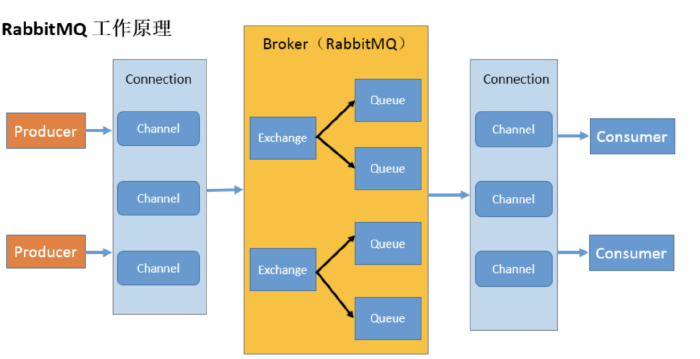 RabbitMQ 工作原理
Broker（RabbitMQ）
Connection
Channel
Channel
Channel
Producer
Producer
Exchange
Queue
Queue
Exchange
Queue
Queue
Connection
Channel
Channel
Channel
Consumer
Consumer